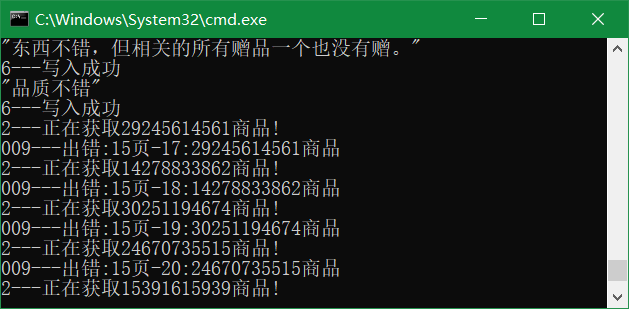 C:\Windows\System32\cmd.exe
"东西不错，但相关的所有赠品一个也没有赠。"
6---写入成功
"品质不错"
6---写入成功
2---正在获取29245614561商品!
009---出错:15页-17:29245614561商品
2---正在获取14278833862商品!
009---出错:15页-18:14278833862商品
2---正在获取30251194674商品!
009---出错:15页-19:30251194674商品
2---正在获取24670735515商品!
009---出错:15页-20:24670735515商品
2---正在获取15391615939商品!